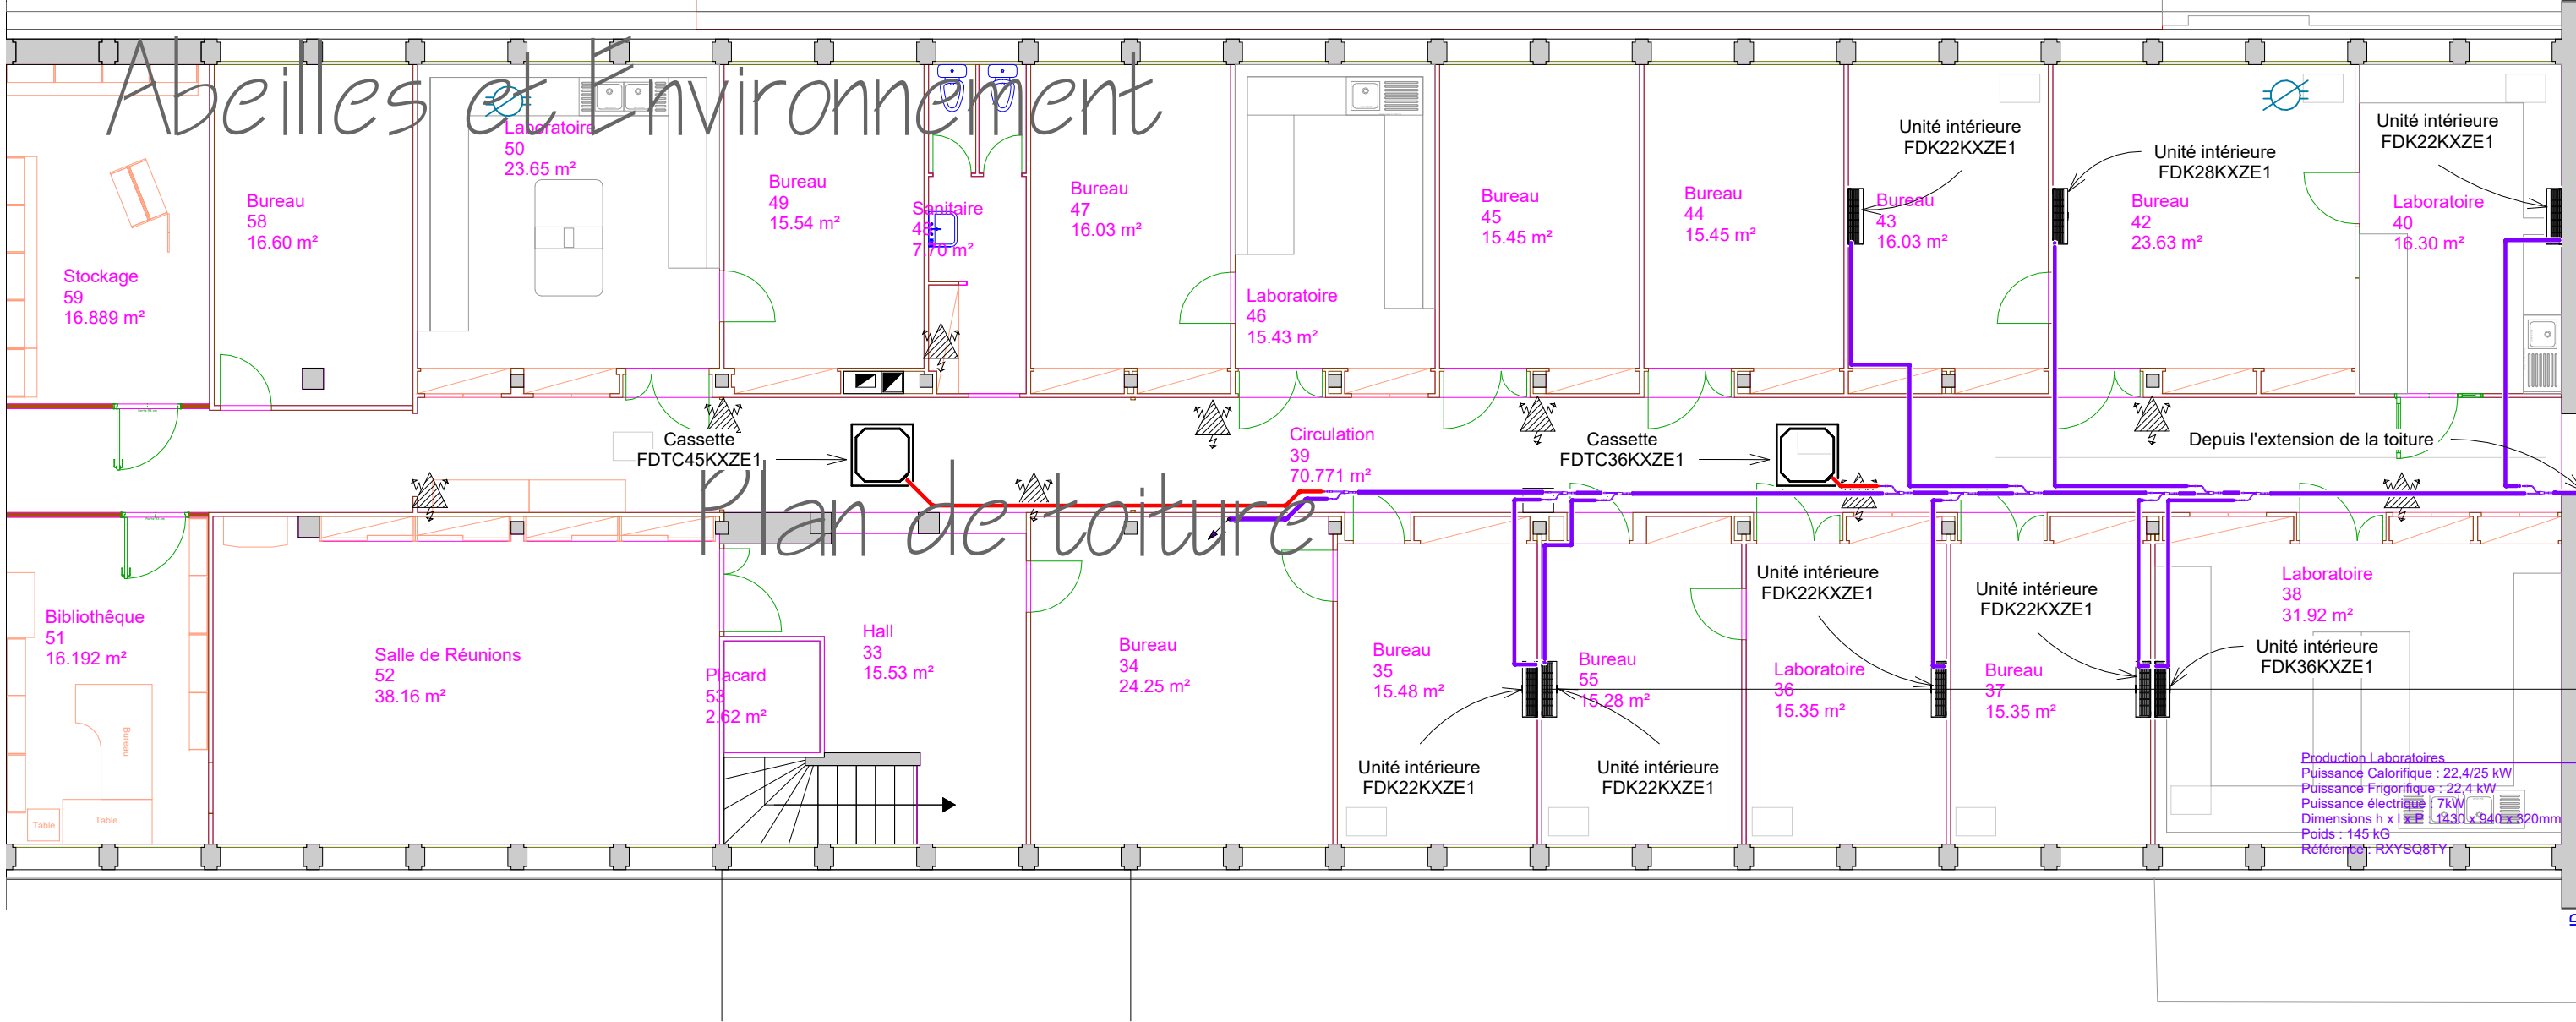 Abeilles et Environnement
Plan de toiture
Stockage
59
16.889 m²
Bureau
58
16.60 m²
Laboratoire
50
23.65 m²
Bureau
49
15.54 m²
Sanitaire
7.70 m²
Bureau
47
16.03 m²
Laboratoire
46
15.43 m²
Bureau
45
15.45 m²
Bureau
44
15.45 m²
Unité intérieure
FDK22KXZE1
Bureau
43
16.03 m²
Unité intérieure
FDK28KXZE1
Bureau
42
23.63 m²
Unité intérieure
FDK22KXZE1
Laboratoire
40
16.30 m²
Cassette
FDTC45KXZE1
Circulation
39
70.771 m²
Cassette
FDTC36KXZE1
Depuis l'extension de la toiture
Bibliothêque
51
16.192 m²
Bureau
Table
Table
Salle de Réunions
52
38.16 m²
Placard
53
2.62 m²
Hall
33
15.53 m²
Bureau
34
24.25 m²
Bureau
35
15.48 m²
Unité intérieure
FDK22KXZE1
Bureau
55
15.28 m²
Unité intérieure
FDK22KXZE1
Unité intérieure
FDK22KXZE1
Laboratoire
36
15.35 m²
Unité intérieure
FDK22KXZE1
Bureau
37
15.35 m²
Laboratoire
38
31.92 m²
Unité intérieure
FDK36KXZE1
Production Laboratoires
Puissance Calorifique : 22,4/25 kW
Puissance Frigorifique : 22,4 kW
Puissance électrique : 7kW
Dimensions h x l x P : 1430 x 940 x 320mm
Poids : 145 kG
Référence : RXYSQ8TY